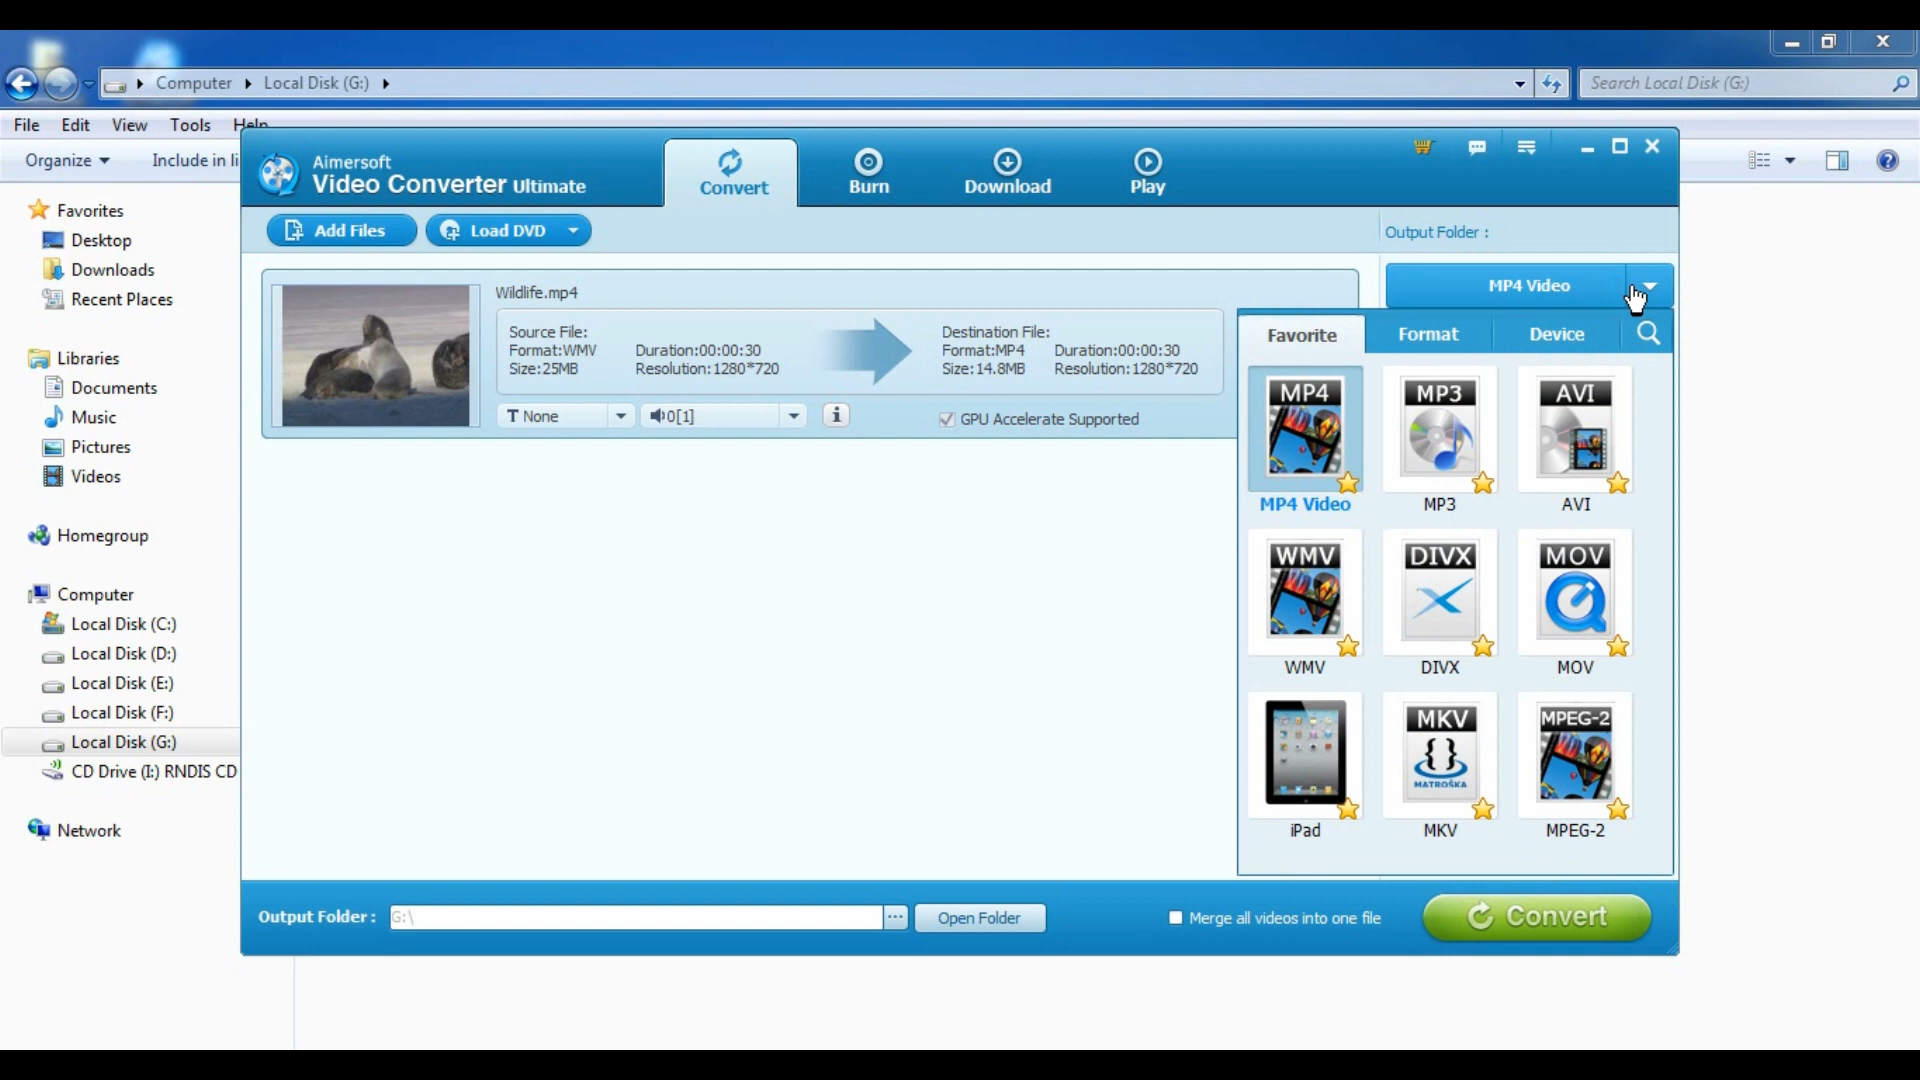 Computer Local Disk (G:)
Search Local Disk (G:)
File Edit View Tools Help
Organize Include in li
Favorites
Desktop
Downloads
Recent Places
Libraries
Documents
Music
Pictures
Videos
Homegroup
Computer
Local Disk (C:)
Local Disk (D:)
Local Disk (E:)
Local Disk (F:)
Local Disk (G:)
CD Drive (I:) RNDIS CD
Network
Aimersoft
Video Converter Ultimate
Convert
Burn
Download
Play
Add Files
Load DVD
Output Folder :
Wildlife.mp4
Source File:
Format:WMV Duration:00:00:30
Size:25MB Resolution:1280*720
Destination File:
Format:MP4 Duration:00:00:30
Size:14.8MB Resolution:1280*720
T None
0[1]
i
GPU Accelerate Supported
MP4 Video
Favorite Format Device
MP4 MP3 AVI
MP4 Video MP3 AVI
WMV DIVX MOV
WMV DIVX MOV
MKV MPEG-2
MATROŠKA
iPad MKV MPEG-2
Output Folder : G:\ ... Open Folder
Merge all videos into one file
Convert